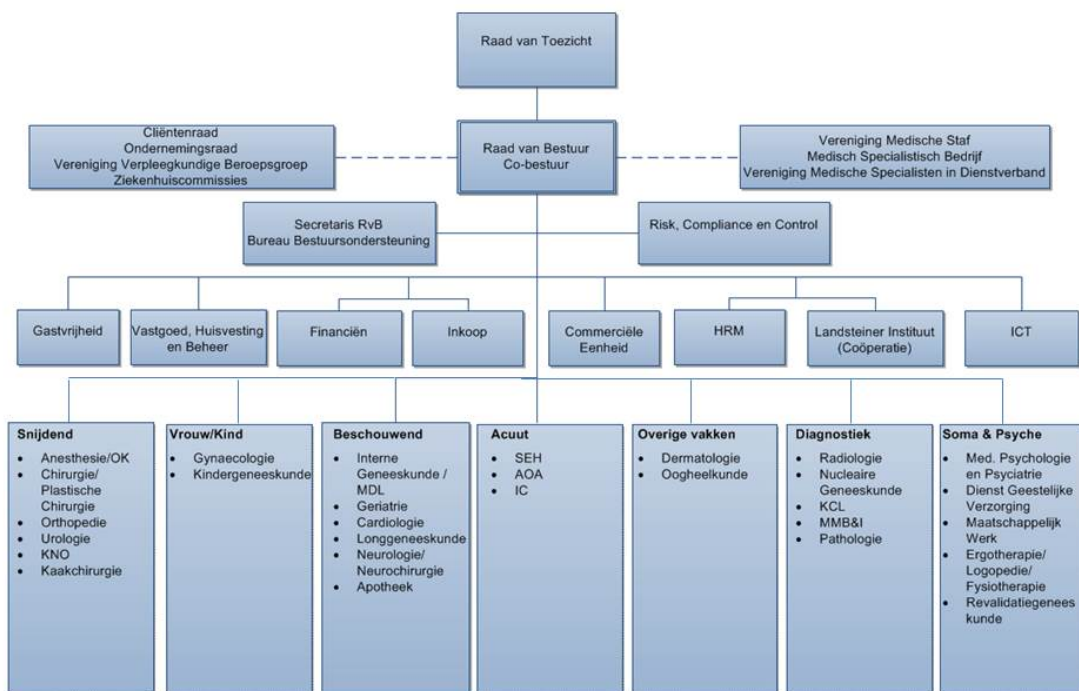 Raad van Toezicht
Cliëntenraad
Ondernemingsraad
Vereniging Verpleegkundige Beroepsgroep
Ziekenhuiscommissies
Raad van Bestuur
Co-bestuur
Vereniging Medische Staf
Medisch Specialistisch Bedrijf
Vereniging Medische Specialisten in Dienstverband
Secretaris RvB
Bureau Bestuursondersteuning
Risk, Compliance en Control
Gastvrijheid
Vastgoed, Huisvesting
en Beheer
Financiën
Inkoop
Commerciële
Eenheid
HRM
Landsteiner Instituut
(Coöperatie)
ICT
Snijdend
• Anesthesie/OK
• Chirurgie/
Plastische
Chirurgie
• Orthopedie
• Urologie
• KNO
• Kaakchirurgie
Vrouw/Kind
• Gynaecologie
• Kindergeneeskunde
Beschouwend
• Interne
Geneeskunde /
MDL
• Geriatrie
• Cardiologie
• Longgeneeskunde
• Neurologie/
Neurochirurgie
• Apotheek
Acuut
• SEH
• AOA
• IC
Overige vakken
• Dermatologie
• Oogheelkunde
Diagnostiek
• Radiologie
• Nucleaire
Geneeskunde
• KCL
• MMB&I
• Pathologie
Soma & Psyche
• Med. Psychologie
en Psyciatrie
• Dienst Geestelijke
Verzorging
• Maatschappelijk
Werk
• Ergotherapie/
Logopedie/
Fysiotherapie
• Revalidatiegenees
kunde